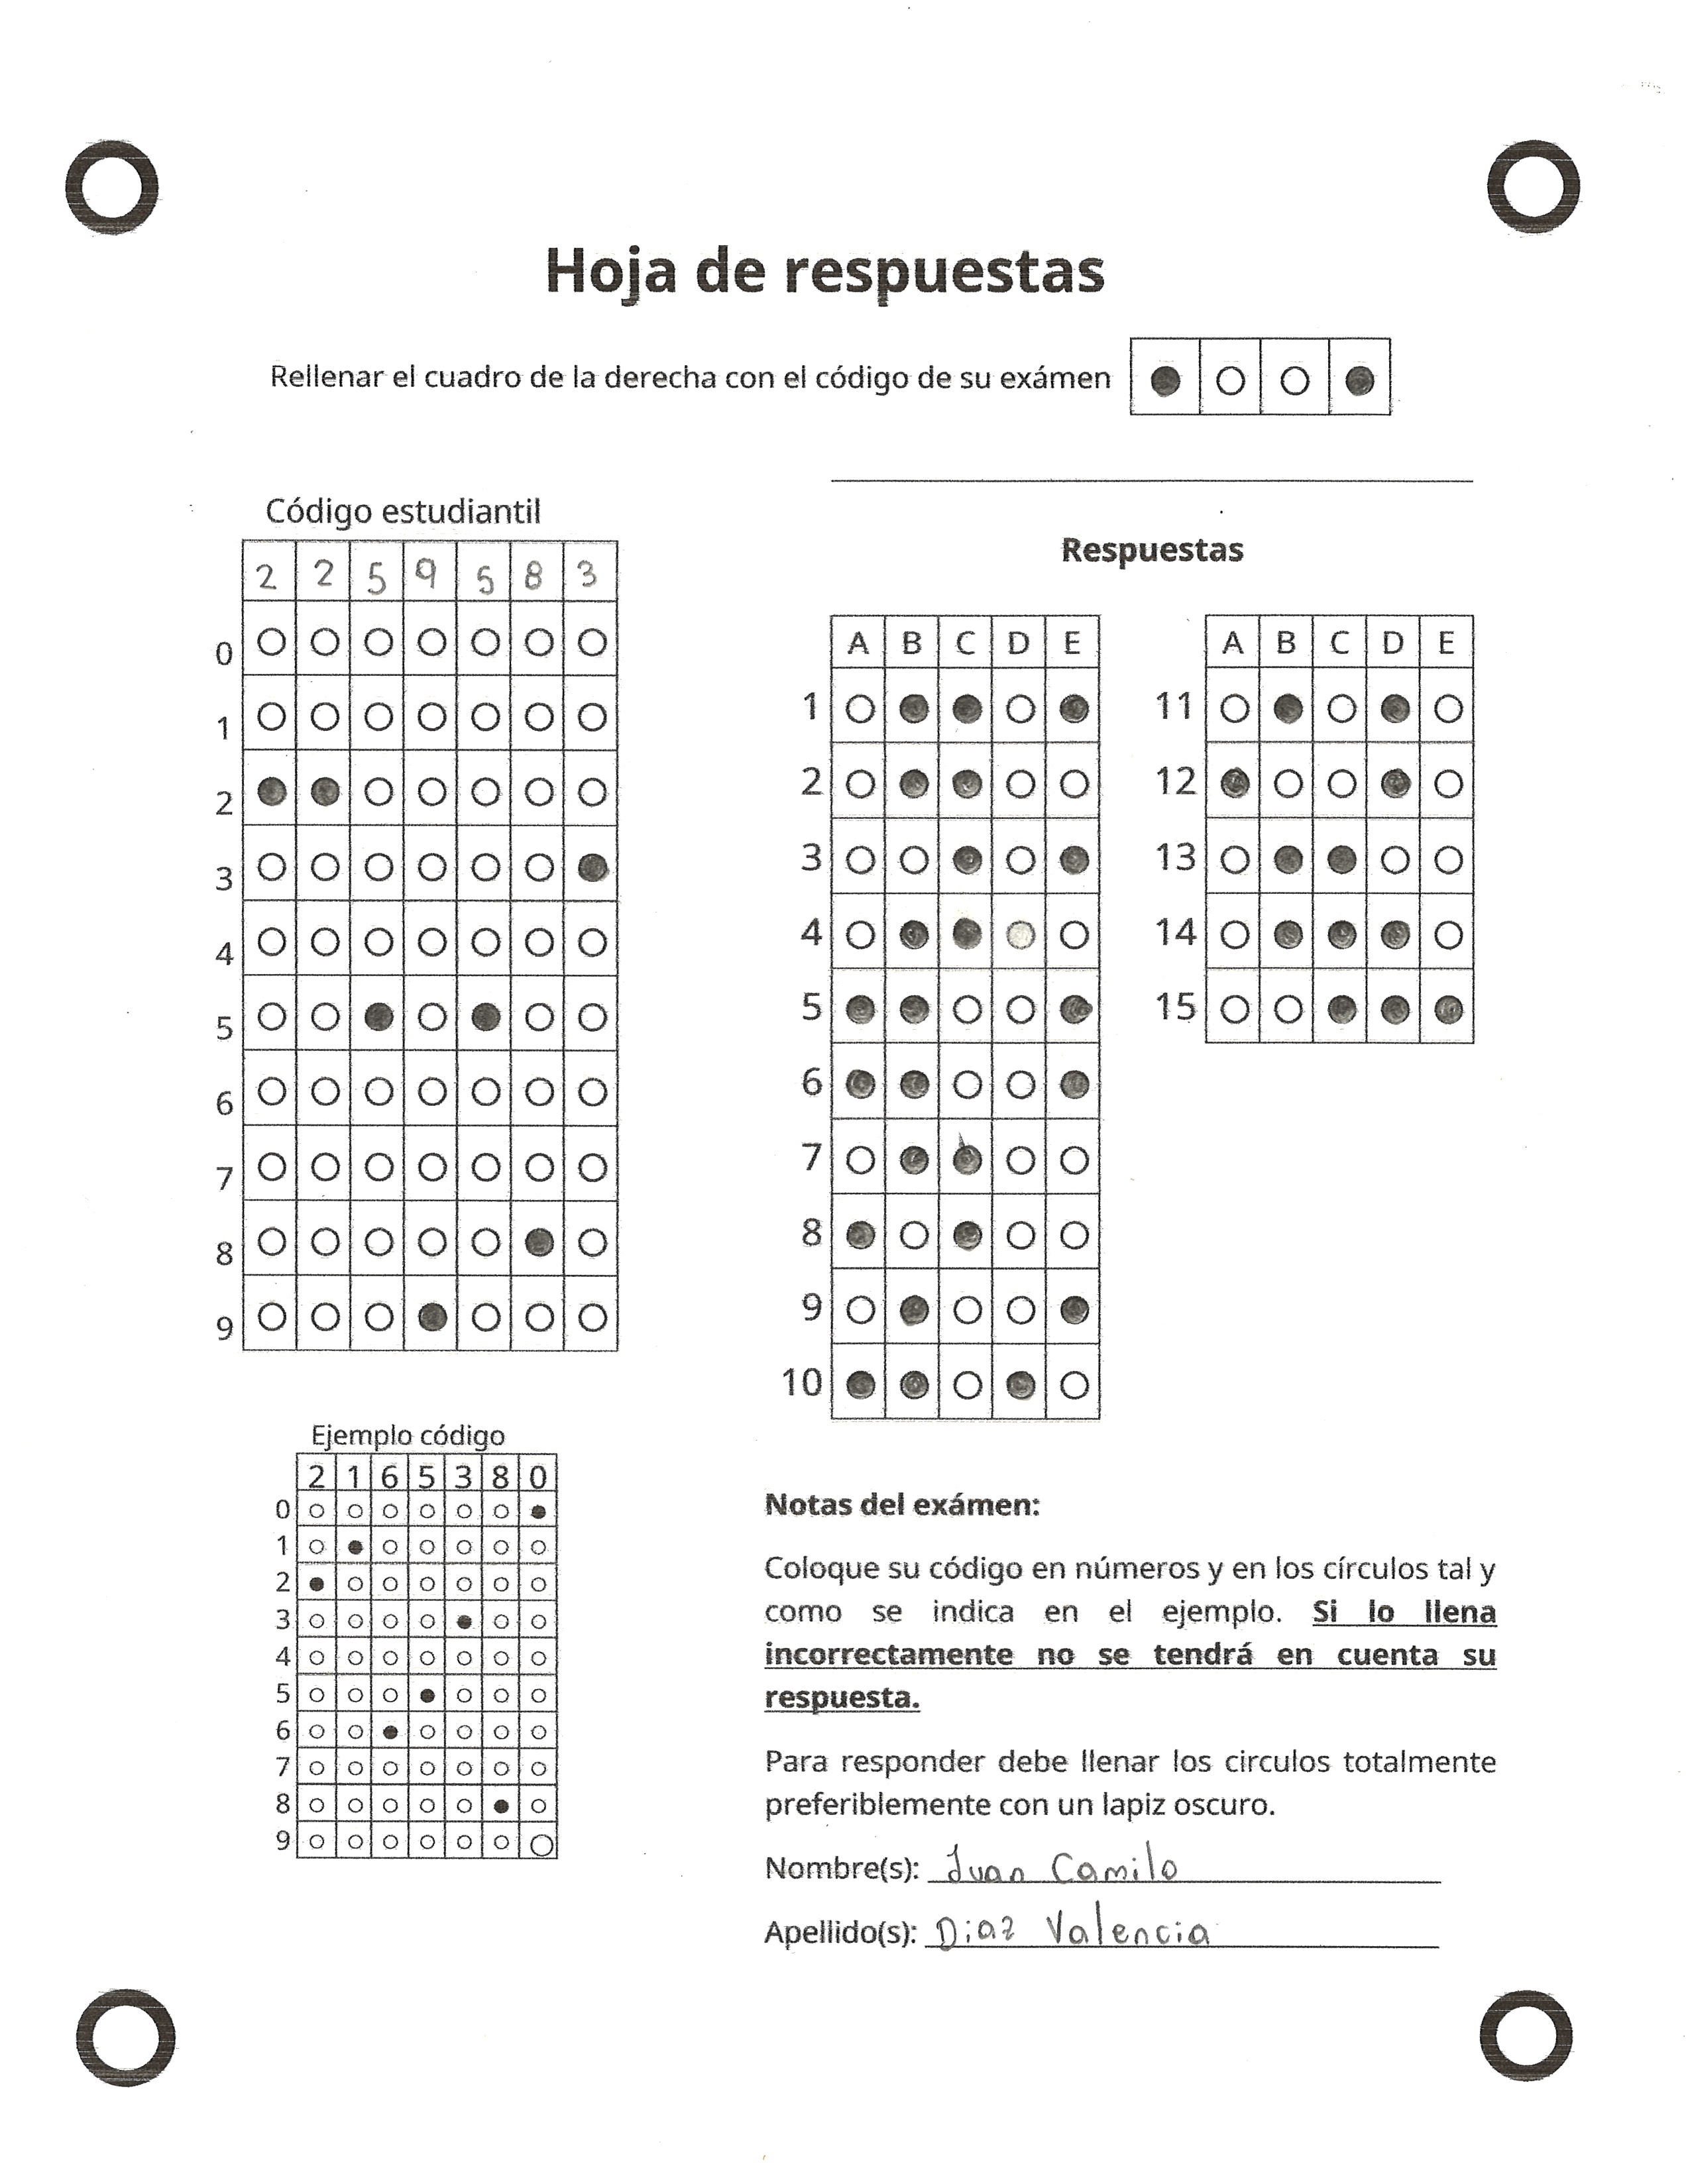 Hoja de respuestas
Rellenar el cuadro de la derecha con el código de su exámen
Código estudiantil
2 2 5 9 5 8 3
0
1
2
3
4
5
6
7
8
9
Respuestas
A B C D E
1
2
3
4
5
6
7
8
9
10
A B C D E
11
12
13
14
15
Ejemplo código
2 1 6 5 3 8 0
0
1
2
3
4
5
6
7
8
9
Notas del exámen:
Coloque su código en números y en los círculos tal y
como se indica en el ejemplo. Si lo llena
incorrectamente no se tendrá en cuenta su
respuesta.
Para responder debe llenar los circulos totalmente
preferiblemente con un lapiz oscuro.
Nombre(s): Juan Camilo
Apellido(s): Diaz Valencia